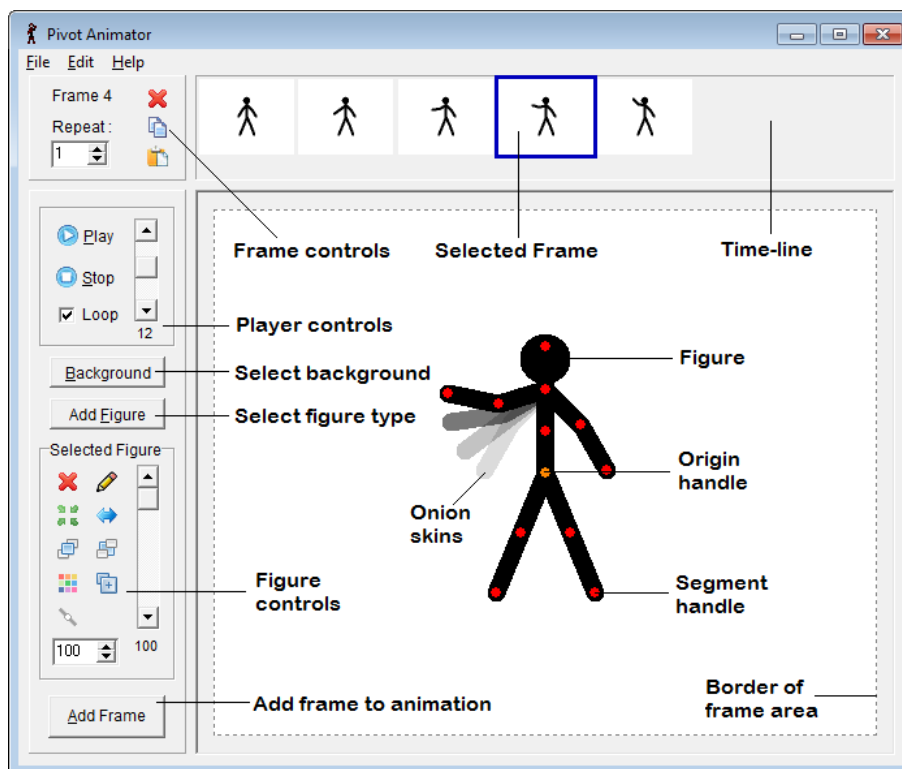 Pivot Animator
File Edit Help
Frame 4
Repeat :
1
Frame controls
Selected Frame
Time-line
Play
Stop
Loop
12
Player controls
Figure
Background
Select background
Add Figure
Select figure type
Selected Figure
Origin
handle
Onion
skins
Figure
controls
Segment
handle
100
100
Add Frame
Add frame to animation
Border of
frame area